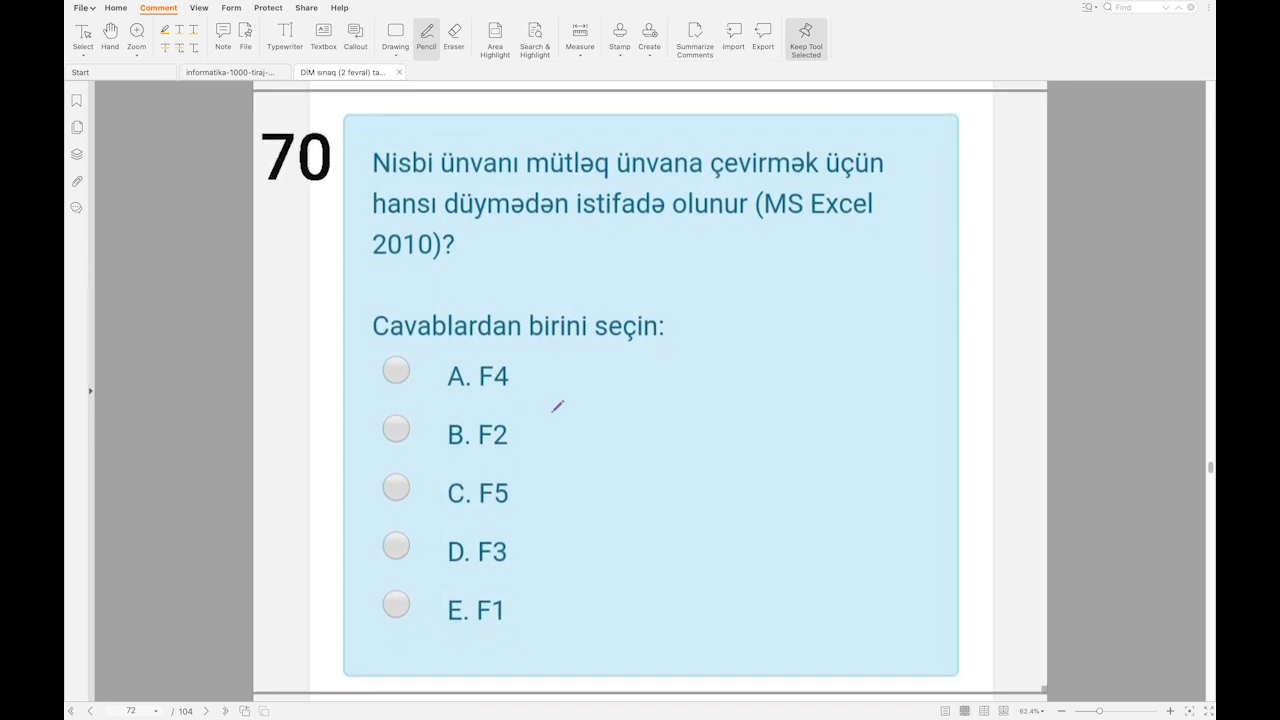 File Home Comment View Form Protect Share Help
Find
Select Hand Zoom Note File Typewriter Textbox Callout Drawing Pencil Eraser Area Highlight Search & Highlight Measure Stamp Create Summarize Comments Import Export Keep Tool Selected
Start informatika-1000-tiraj-... DİM sınaq (2 fevral) ta...
70
Nisbi ünvanı mütləq ünvana çevirmək üçün
hansı düymədən istifadə olunur (MS Excel
2010)?
Cavablardan birini seçin:
A. F4
B. F2
C. F5
D. F3
E. F1
72 / 104 62.4%